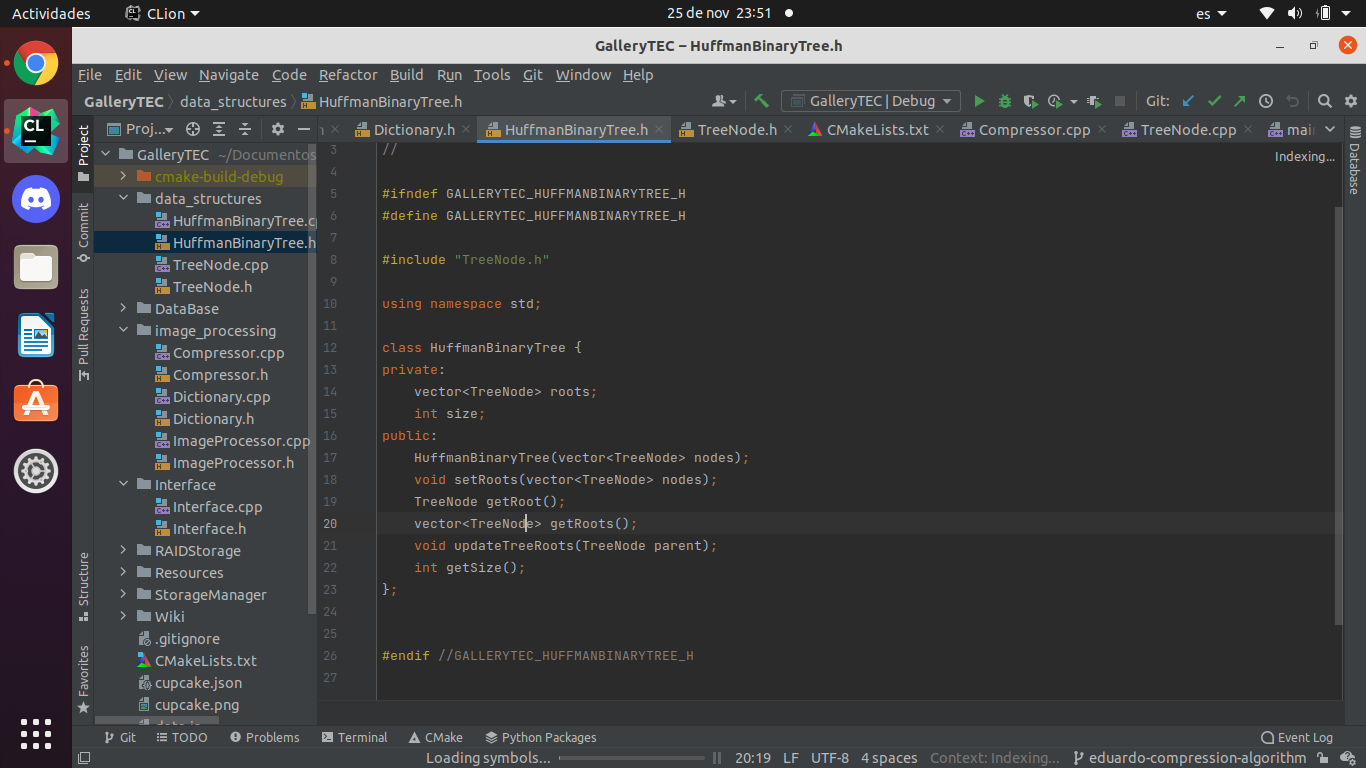 Actividades CLion 25 de nov 23:51 es
GalleryTEC – HuffmanBinaryTree.h
File Edit View Navigate Code Refactor Build Run Tools Git Window Help
GalleryTEC data_structures HuffmanBinaryTree.h GalleryTEC | Debug Git:
Project Proj... Dictionary.h HuffmanBinaryTree.h TreeNode.h CMakeLists.txt Compressor.cpp TreeNode.cpp Database
Commit
Pull Requests
Structure
Favorites
GalleryTEC ~/Documentos
cmake-build-debug
data_structures
HuffmanBinaryTree.c
HuffmanBinaryTree.h
TreeNode.cpp
TreeNode.h
DataBase
image_processing
Compressor.cpp
Compressor.h
Dictionary.cpp
Dictionary.h
ImageProcessor.cpp
ImageProcessor.h
Interface
Interface.cpp
Interface.h
RAIDStorage
Resources
StorageManager
Wiki
.gitignore
CMakeLists.txt
cupcake.json
cupcake.png
Indexing...
3 //
4
5 #ifndef GALLERYTEC_HUFFMANBINARYTREE_H
6 #define GALLERYTEC_HUFFMANBINARYTREE_H
7
8 #include "TreeNode.h"
9
10 using namespace std;
11
12 class HuffmanBinaryTree {
13 private:
14 vector<TreeNode> roots;
15 int size;
16 public:
17 HuffmanBinaryTree(vector<TreeNode> nodes);
18 void setRoots(vector<TreeNode> nodes);
19 TreeNode getRoot();
20 vector<TreeNode> getRoots();
21 void updateTreeRoots(TreeNode parent);
22 int getSize();
23 };
24
25
26 #endif //GALLERYTEC_HUFFMANBINARYTREE_H
27
Git TODO Problems Terminal CMake Python Packages Event Log
Loading symbols... 20:19 LF UTF-8 4 spaces Context: Indexing... eduardo-compression-algorithm